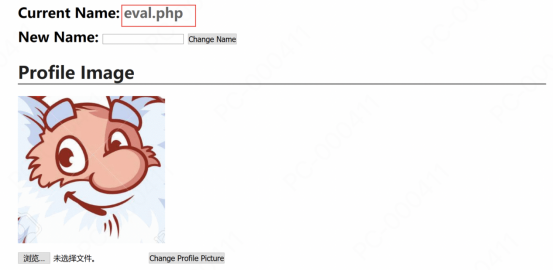 Current Name: eval.php
New Name: Change Name
Profile Image
浏览... 未选择文件。 Change Profile Picture